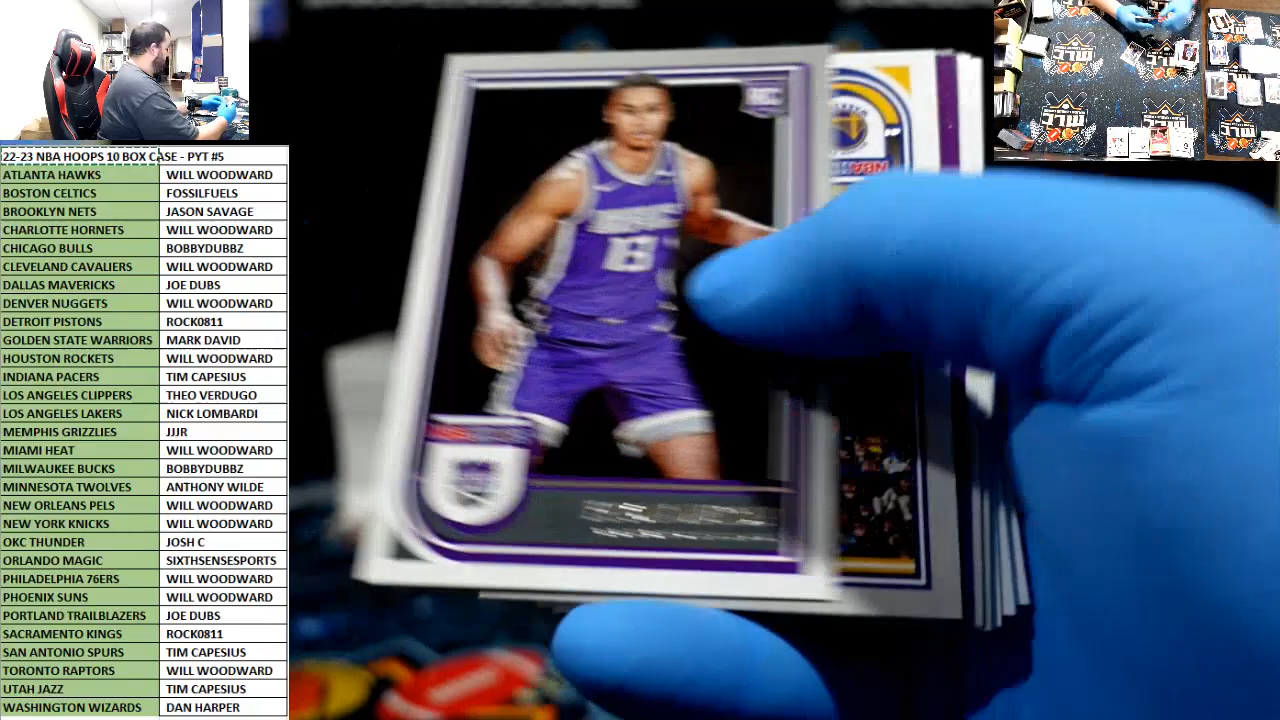 22-23 NBA HOOPS 10 BOX CASE - PYT #5
ATLANTA HAWKS WILL WOODWARD
BOSTON CELTICS FOSSILFUELS
BROOKLYN NETS JASON SAVAGE
CHARLOTTE HORNETS WILL WOODWARD
CHICAGO BULLS BOBBYDUBBZ
CLEVELAND CAVALIERS WILL WOODWARD
DALLAS MAVERICKS JOE DUBS
DENVER NUGGETS WILL WOODWARD
DETROIT PISTONS ROCK0811
GOLDEN STATE WARRIORS MARK DAVID
HOUSTON ROCKETS WILL WOODWARD
INDIANA PACERS TIM CAPESIUS
LOS ANGELES CLIPPERS THEO VERDUGO
LOS ANGELES LAKERS NICK LOMBARDI
MEMPHIS GRIZZLIES JJJR
MIAMI HEAT WILL WOODWARD
MILWAUKEE BUCKS BOBBYDUBBZ
MINNESOTA TWOLVES ANTHONY WILDE
NEW ORLEANS PELS WILL WOODWARD
NEW YORK KNICKS WILL WOODWARD
OKC THUNDER JOSH C
ORLANDO MAGIC SIXTHSENSESPORTS
PHILADELPHIA 76ERS WILL WOODWARD
PHOENIX SUNS WILL WOODWARD
PORTLAND TRAILBLAZERS JOE DUBS
SACRAMENTO KINGS ROCK0811
SAN ANTONIO SPURS TIM CAPESIUS
TORONTO RAPTORS WILL WOODWARD
UTAH JAZZ TIM CAPESIUS
WASHINGTON WIZARDS DAN HARPER